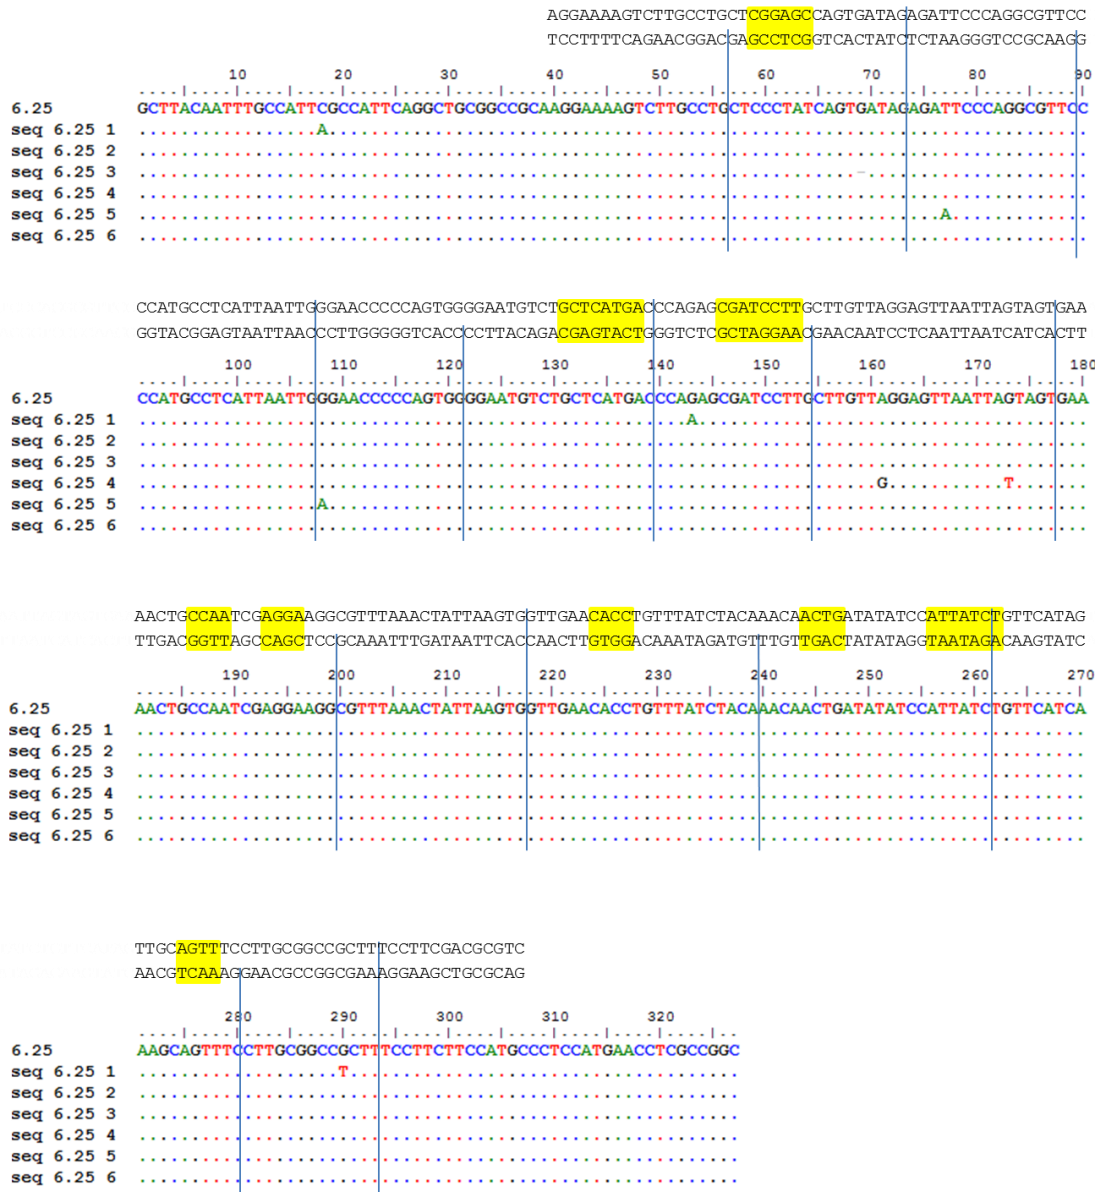 AGGAAAAGTCTTGCCTGCTCGGAGCCAGTGATAGAGATTCCCAGGCGTTCC
TCCTTTTCAGAACGGACGAGCCTCGGTCACTATCTCTAAGGGTCCGCAAGG
10 20 30 40 50 60 70 80 90
6.25 GCTTACAATTTGCCATTCGCCATTCAGGCTGCGGCCGCAAGGAAAAGTCTTGCCTGCTCCCTATCAGTGATAGAGATTCCCAGGCGTTCC
seq 6.25 1 .................A........................................................................
seq 6.25 2 ..........................................................................................
seq 6.25 3 ....................................................................-.....................
seq 6.25 4 ..........................................................................................
seq 6.25 5 ............................................................................A.............
seq 6.25 6 ..........................................................................................
CCATGCCTCATTAATTGGGAACCCCCAGTGGGGAATGTCTGCTCATGACCCAGAGCGATCCTTGCTTGTTAGGAGTTAATTAGTAGTGAA
GGTACGGAGTAATTAACCCTTGGGGGTCACCCCTTACAGACGAGTACTGGGTCTCGCTAGGAACGAACAATCCTCAATTAATCATCACTT
100 110 120 130 140 150 160 170 180
6.25 CCATGCCTCATTAATTGGGAACCCCCAGTGGGGAATGTCTGCTCATGACCCAGAGCGATCCTTGCTTGTTAGGAGTTAATTAGTAGTGAA
seq 6.25 1 ....................................................A.....................................
seq 6.25 2 ..........................................................................................
seq 6.25 3 ..........................................................................................
seq 6.25 4 ......................................................................G...........T.......
seq 6.25 5 .................A........................................................................
seq 6.25 6 ..........................................................................................
AACTGCCAATCGAGGAAGGCGTTTAAACTATTAAGTGGTTGAACACCTGTTTATCTACAAACAACTGATATATCCATTATCTGTTCATAG
TTGACGGTTAGCCAGCTCCGCAAATTTGATAATTCACCAACTTGTGGACAAATAGATGTTTGTTGACTATATAGGTAATAGACAAGTATC
190 200 210 220 230 240 250 260 270
6.25 AACTGCCAATCGAGGAAGGCGTTTAAACTATTAAGTGGTTGAACACCTGTTTATCTACAAACAACTGATATATCCATTATCTGTTCATCA
seq 6.25 1 ..........................................................................................
seq 6.25 2 ..........................................................................................
seq 6.25 3 ..........................................................................................
seq 6.25 4 ..........................................................................................
seq 6.25 5 ..........................................................................................
seq 6.25 6 ..........................................................................................
TTGCAGTTTCCTTGCGGCCGCTTTCCTTCGACGCGTC
AACGTCAAAGGAACGCCGGCGAAAGGAAGCTGCGCAG
280 290 300 310 320
6.25 AAGCAGTTTCCTTGCGGCCGCTTTCCTTCTTCCATGCCCTCCATGAACCTCGCCGGC
seq 6.25 1 ...................T.....................................
seq 6.25 2 .........................................................
seq 6.25 3 .........................................................
seq 6.25 4 .........................................................
seq 6.25 5 .........................................................
seq 6.25 6 .........................................................